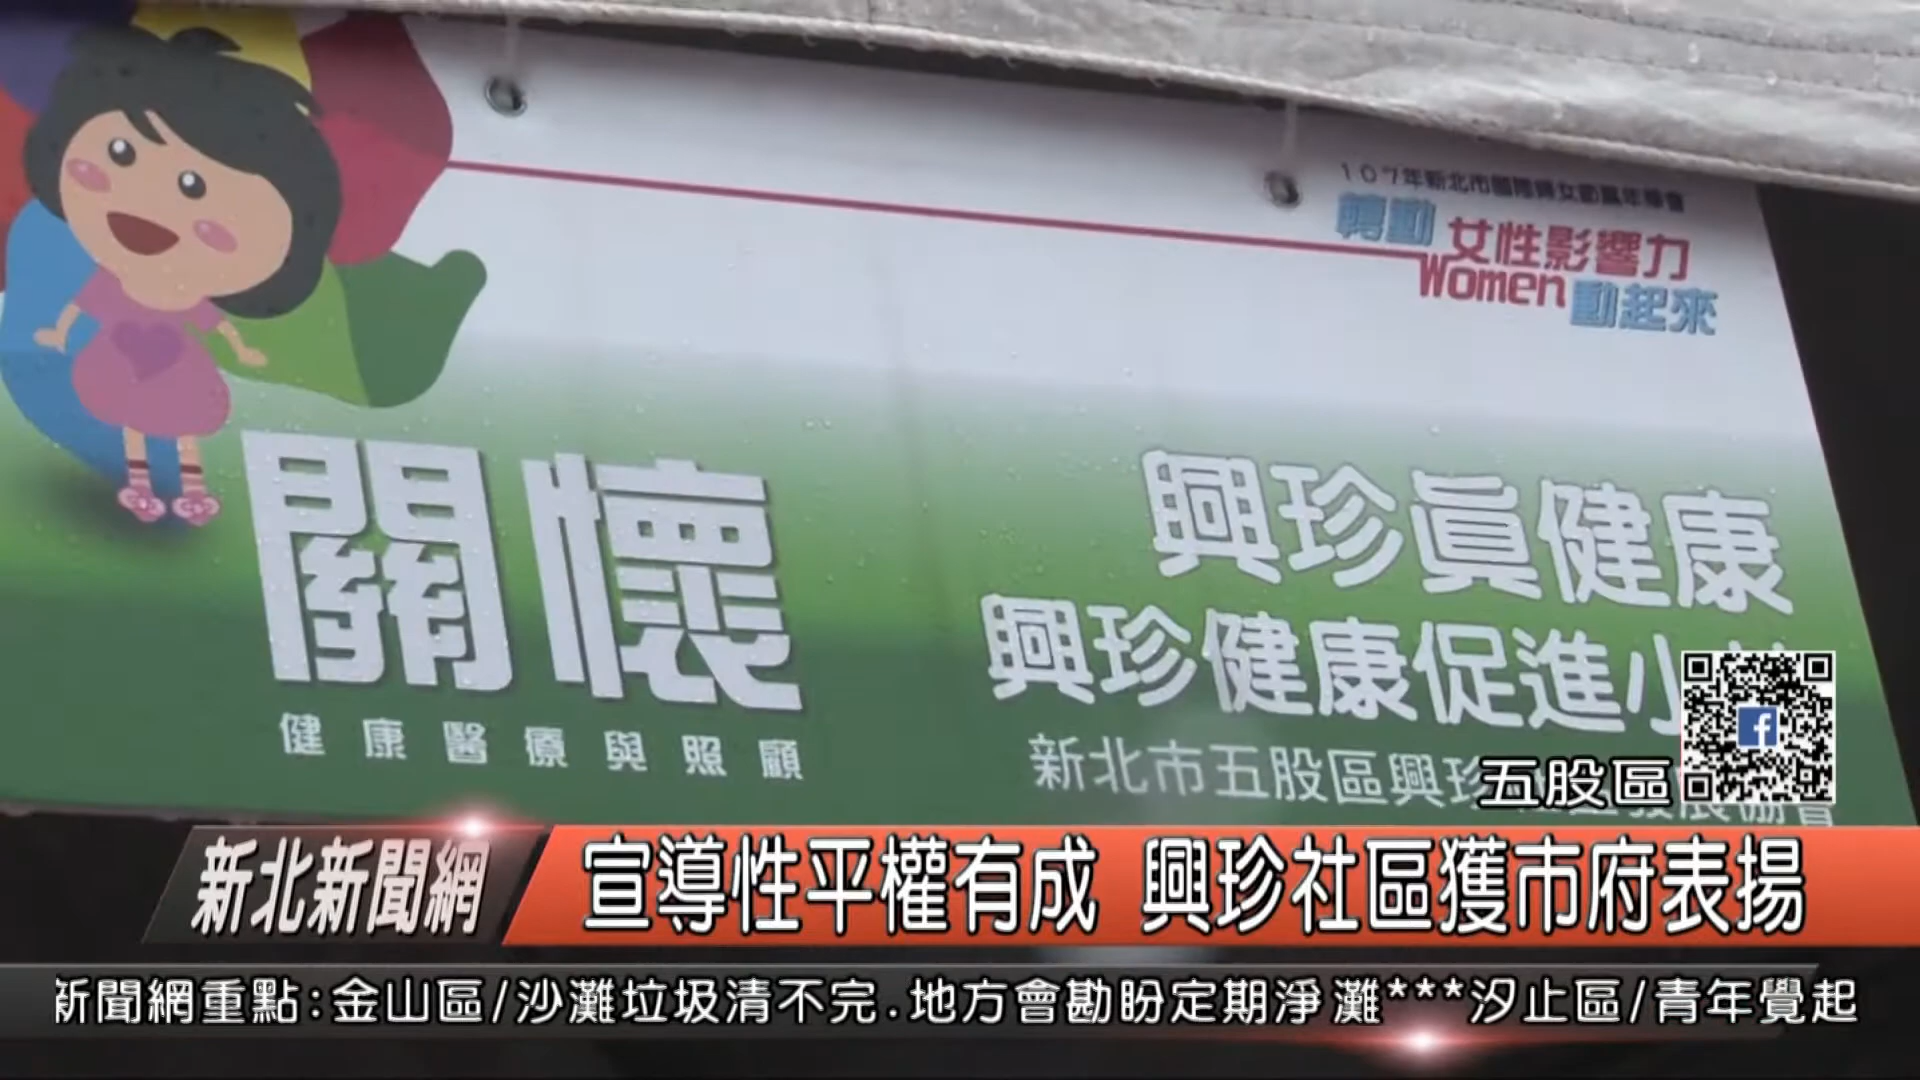 107年新北市國際婦女節嘉年華會
轉動 女性影響力
Women 動起來
關懷
健康醫療與照顧
興珍真健康
興珍健康促進小
新北市五股區興珍
五股區
新北新聞網
宣導性平權有成 興珍社區獲市府表揚
新聞網重點:金山區/沙灘垃圾清不完.地方會勘盼定期淨灘***汐止區/青年覺起